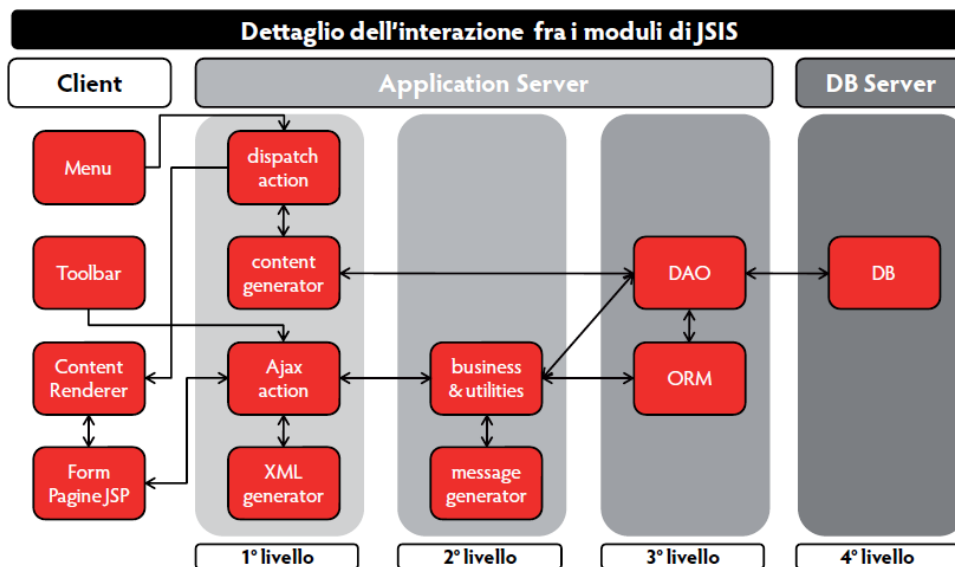 Dettaglio dell'interazione fra i moduli di JSIS
Client
Application Server
DB Server
Menu
dispatch
action
Toolbar
content
generator
DAO
DB
Content
Renderer
Ajax
action
business
& utilities
ORM
Form
Pagine JSP
XML
generator
message
generator
1° livello
2° livello
3° livello
4° livello